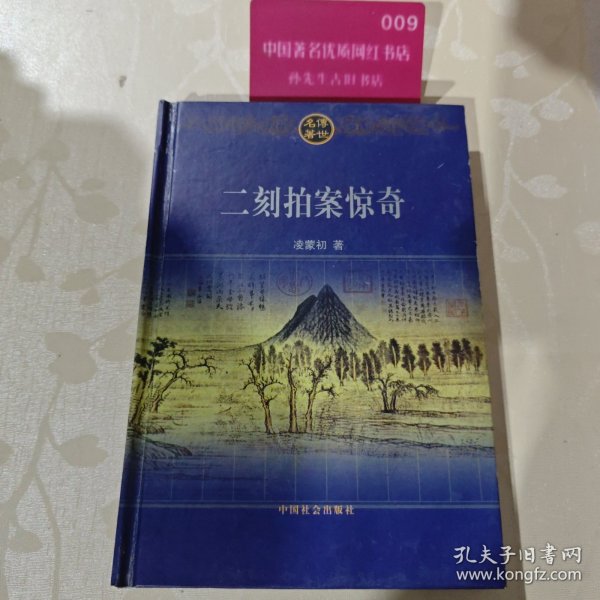 009
中国著名优质网红书店
孙先生古旧书店
傳世名著
二刻拍案惊奇
凌蒙初 著
中国社会出版社
孔夫子旧书网
www.kongfz.com